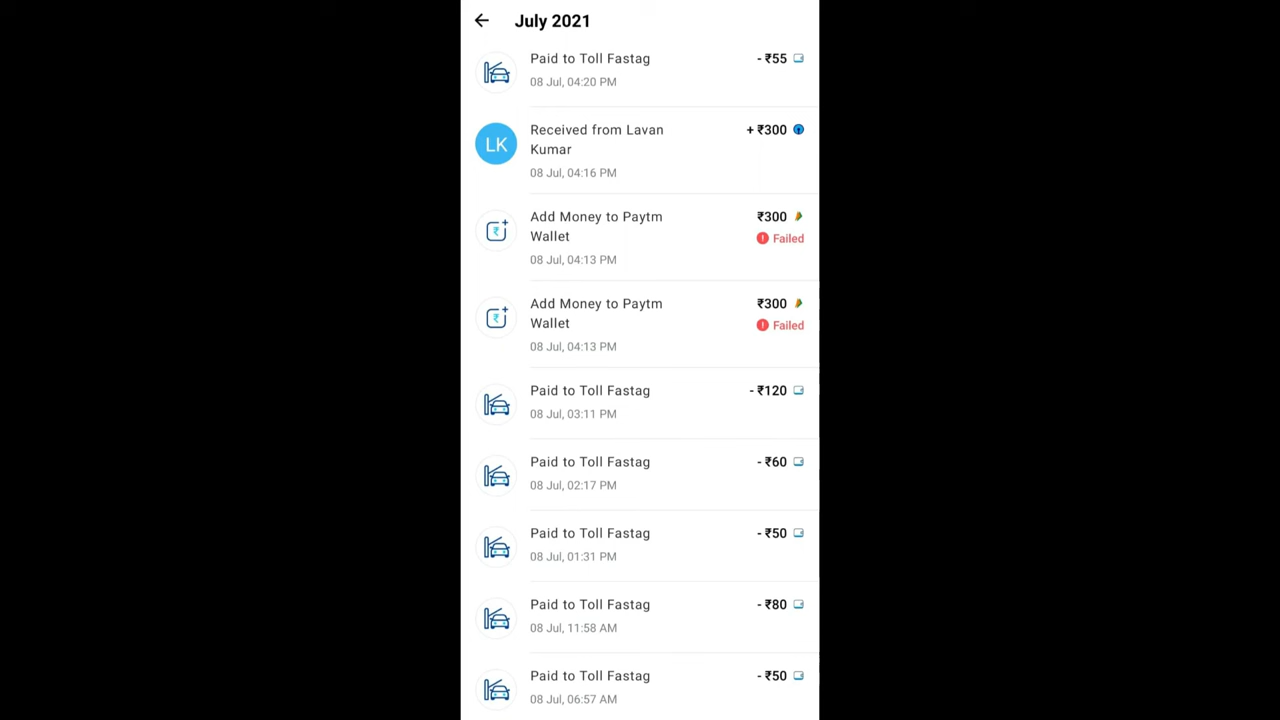 July 2021
Paid to Toll Fastag - ₹55
08 Jul, 04:20 PM
LK
Received from Lavan + ₹300
Kumar
08 Jul, 04:16 PM
Add Money to Paytm ₹300
Wallet ! Failed
08 Jul, 04:13 PM
Add Money to Paytm ₹300
Wallet ! Failed
08 Jul, 04:13 PM
Paid to Toll Fastag - ₹120
08 Jul, 03:11 PM
Paid to Toll Fastag - ₹60
08 Jul, 02:17 PM
Paid to Toll Fastag - ₹50
08 Jul, 01:31 PM
Paid to Toll Fastag - ₹80
08 Jul, 11:58 AM
Paid to Toll Fastag - ₹50
08 Jul, 06:57 AM